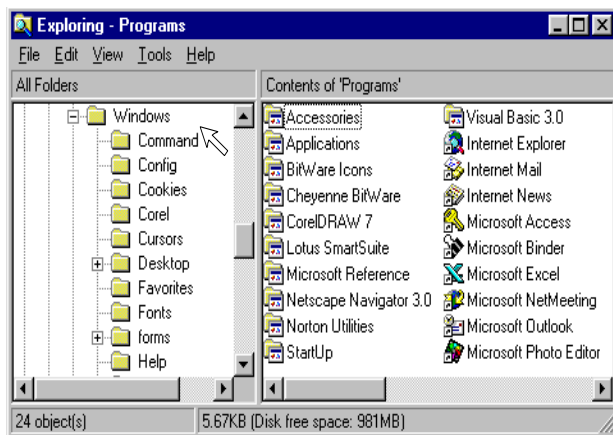 Exploring - Programs
File Edit View Tools Help
All Folders
Contents of 'Programs'
Windows
Command
Config
Cookies
Corel
Cursors
Desktop
Favorites
Fonts
forms
Help
Accessories
Applications
BitWare Icons
Cheyenne BitWare
CorelDRAW 7
Lotus SmartSuite
Microsoft Reference
Netscape Navigator 3.0
Norton Utilities
StartUp
Visual Basic 3.0
Internet Explorer
Internet Mail
Internet News
Microsoft Access
Microsoft Binder
Microsoft Excel
Microsoft NetMeeting
Microsoft Outlook
Microsoft Photo Editor
24 object(s)
5.67KB (Disk free space: 981MB)